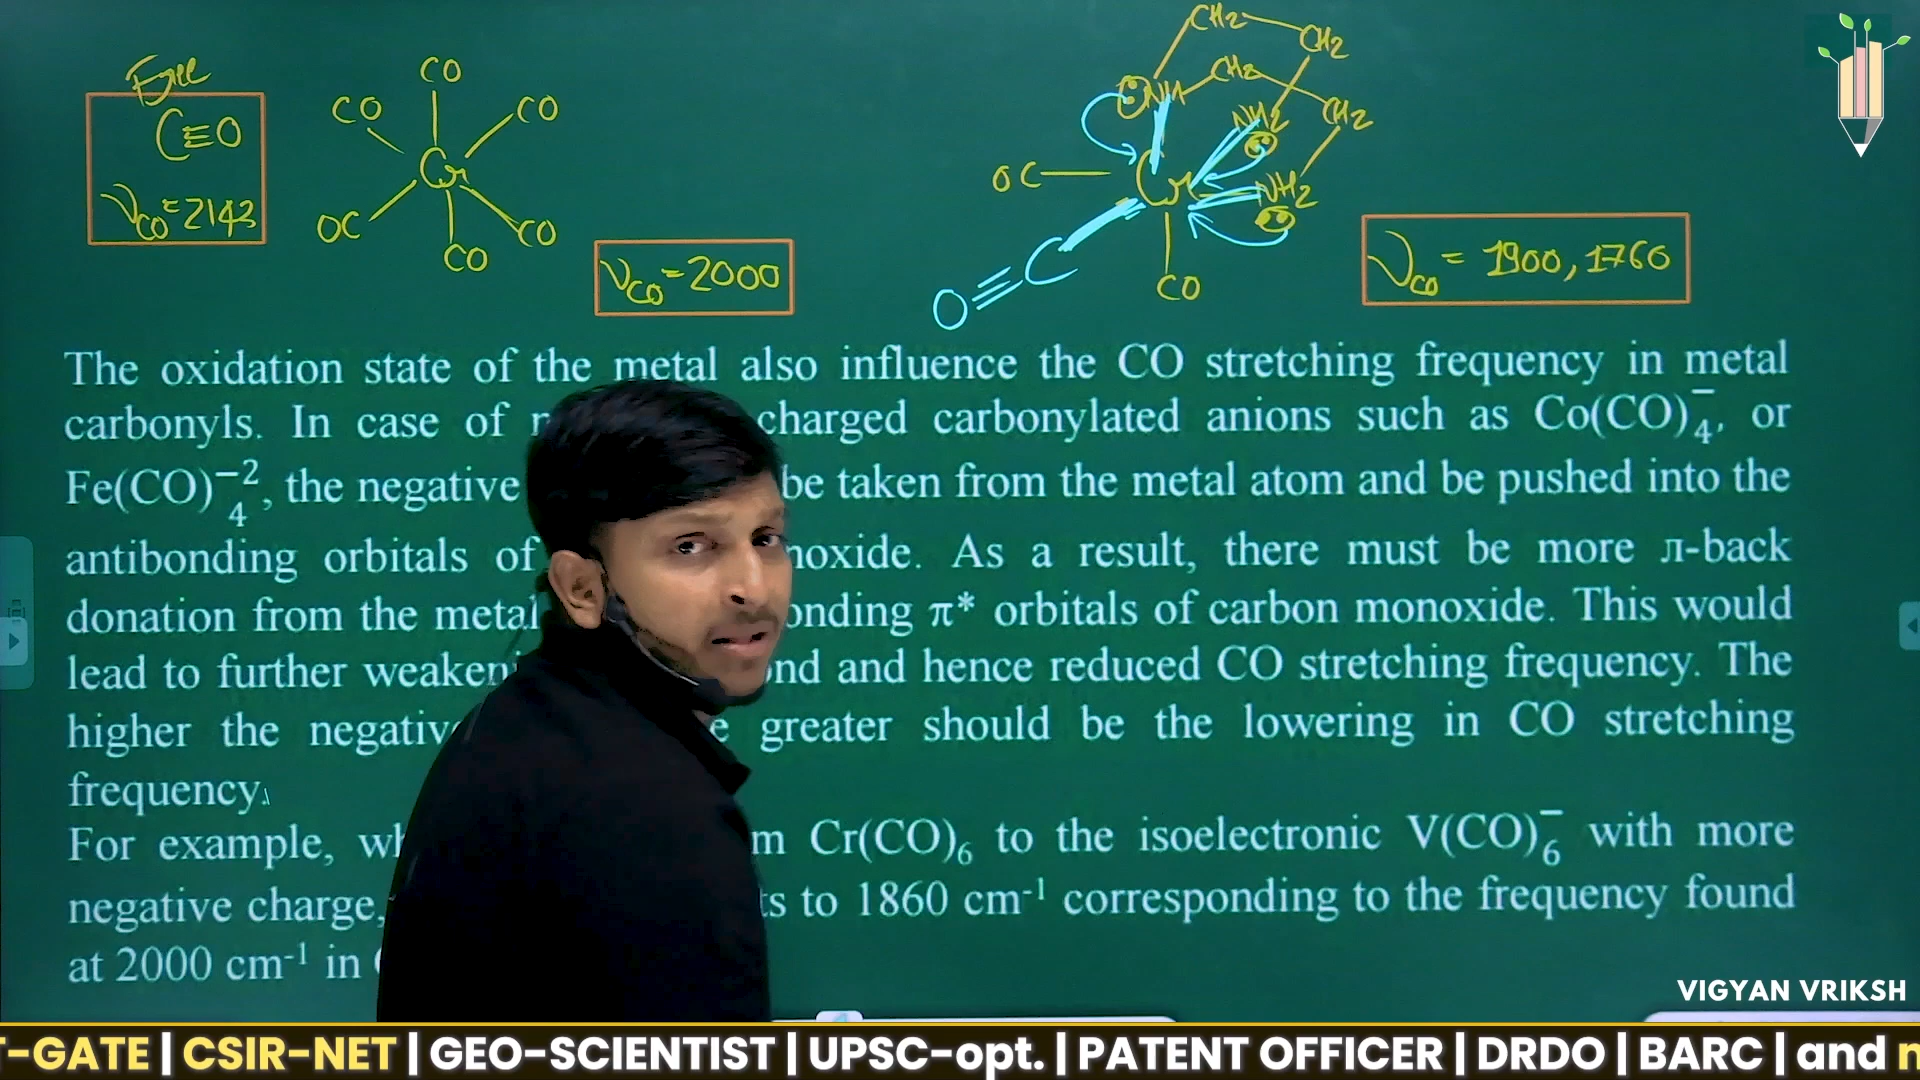 Free
C≡O
ν_CO = 2143
CO
CO
CO
Cr
OC
CO
CO
ν_CO = 2000
CH2
CH2
CH2
NH
NH2
CH2
OC
Cr
NH2
C
O
CO
ν_CO = 1900, 1760
The oxidation state of the metal also influence the CO stretching frequency in metal
carbonyls. In case of charged carbonylated anions such as Co(CO)₄⁻, or
Fe(CO)₄⁻², the negative be taken from the metal atom and be pushed into the
antibonding orbitals of noxide. As a result, there must be more л-back
donation from the metal onding π* orbitals of carbon monoxide. This would
lead to further weakeni nd and hence reduced CO stretching frequency. The
higher the negativ greater should be the lowering in CO stretching
frequency.
For example, wh m Cr(CO)₆ to the isoelectronic V(CO)₆⁻ with more
negative charge, ts to 1860 cm⁻¹ corresponding to the frequency found
at 2000 cm⁻¹ in
VIGYAN VRIKSH
T-GATE | CSIR-NET | GEO-SCIENTIST | UPSC-opt. | PATENT OFFICER | DRDO | BARC | and